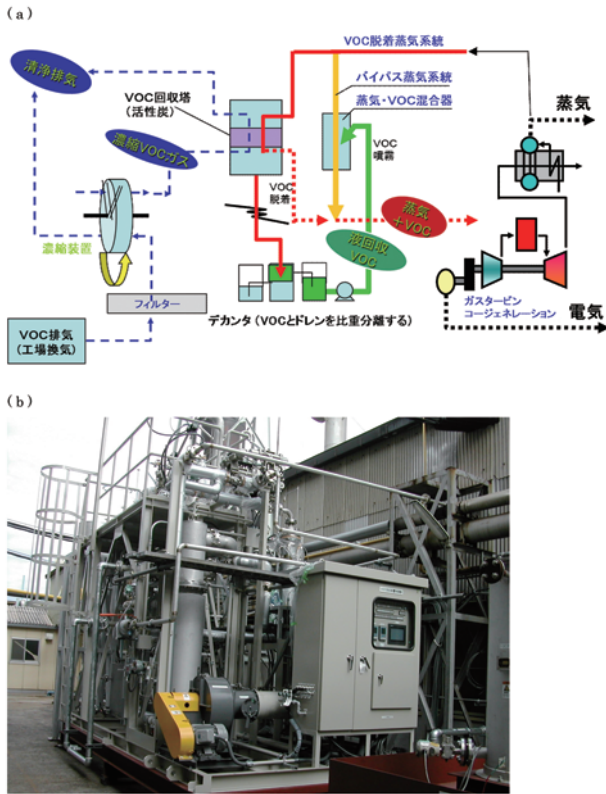 (a)
VOC脱着蒸気系統
清浄排気
バイパス蒸気系統
VOC回収塔
(活性炭)
蒸気・VOC混合器
蒸気
濃縮VOCガス
VOC
噴霧
VOC
脱着
蒸気
+VOC
濃縮装置
液回収
VOC
フィルター
ガスタービン
コージェネレーション
デカンタ(VOCとドレンを比重分離する)
電気
VOC排気
(工場換気)
(b)